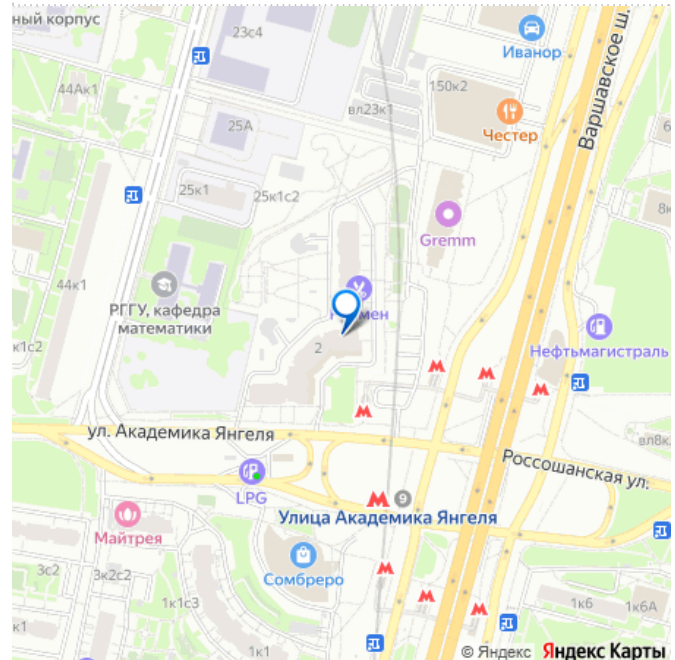 ный корпус
23с4
Иванор
44Ак1
150к2
вл23к1
Честер
Варшавское ш.
25А
25к1
25к1с2
Gremm
44к1
РГГУ, кафедра
математики
2
Нефтьмагистраль
к1с2
ул. Академика Янгеля
Россошанская ул.
LPG
9
Улица Академика Янгеля
Майтрея
Сомбреро
3с2
3к2с2
1к1с3
1к6
1к6А
к1
1к1
© Яндекс Яндекс Карты